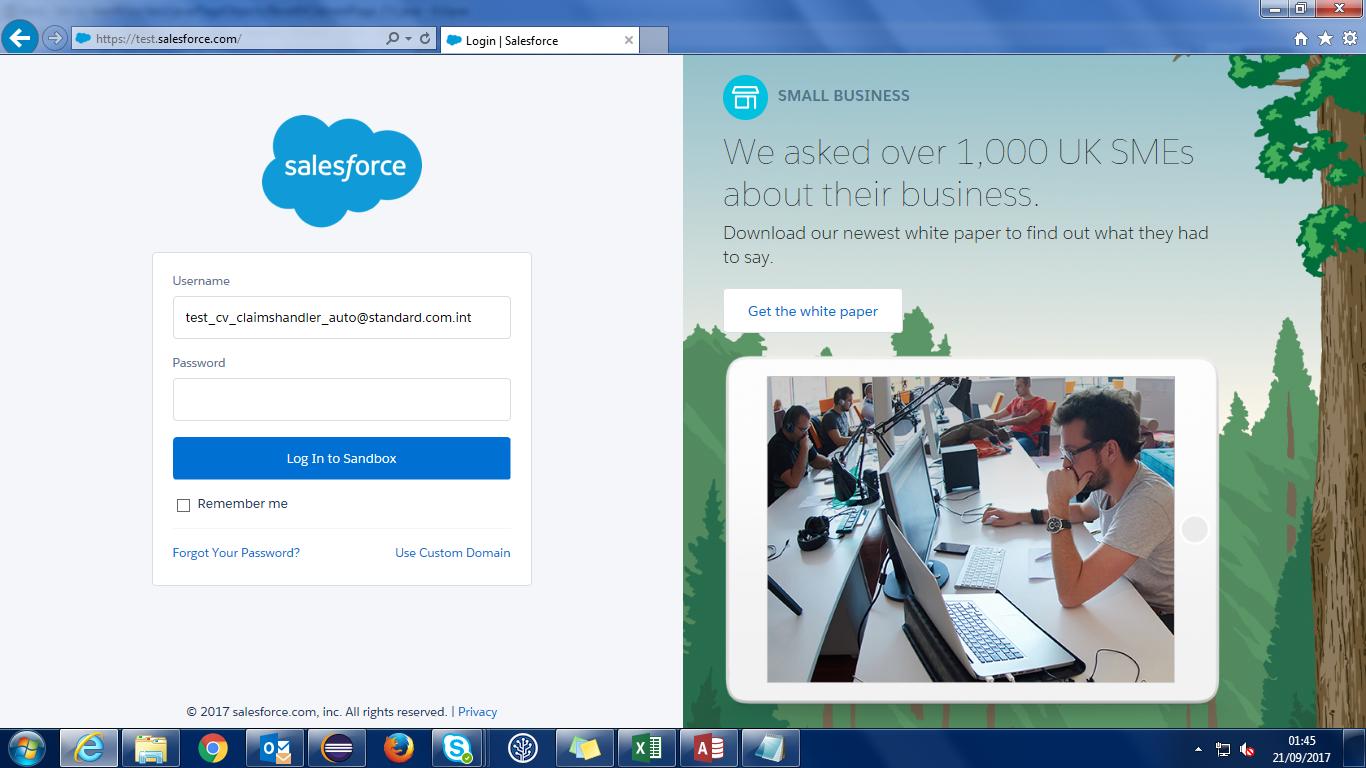 https://test.salesforce.com/
Login | Salesforce
salesforce
Username
test_cv_claimshandler_auto@standard.com.int
Password
Log In to Sandbox
Remember me
Forgot Your Password?
Use Custom Domain
© 2017 salesforce.com, inc. All rights reserved. | Privacy
SMALL BUSINESS
We asked over 1,000 UK SMEs
about their business.
Download our newest white paper to find out what they had
to say.
Get the white paper
01:45
21/09/2017